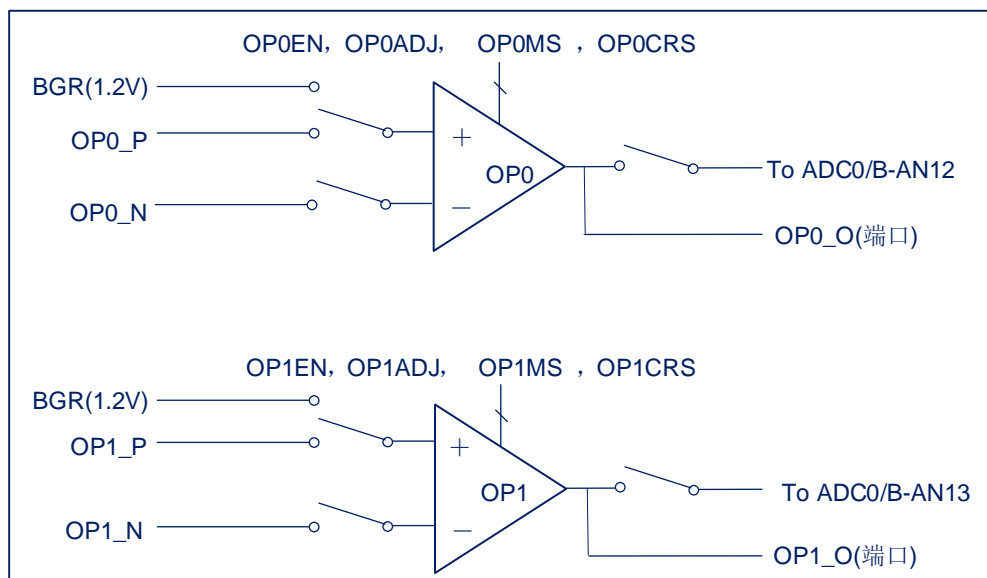 OP0EN，OP0ADJ， OP0MS ，OP0CRS
BGR(1.2V)
OP0_P
+
OP0
To ADC0/B-AN12
OP0_N
−
OP0_O(端口)
OP1EN，OP1ADJ， OP1MS ，OP1CRS
BGR(1.2V)
OP1_P
+
OP1
To ADC0/B-AN13
OP1_N
−
OP1_O(端口)